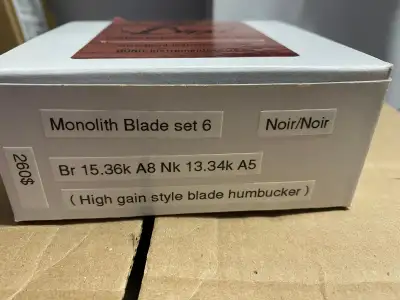 Monolith Blade set 6
Noir/Noir
260$
Br 15.36k A8 Nk 13.34k A5
( High gain style blade humbucker )